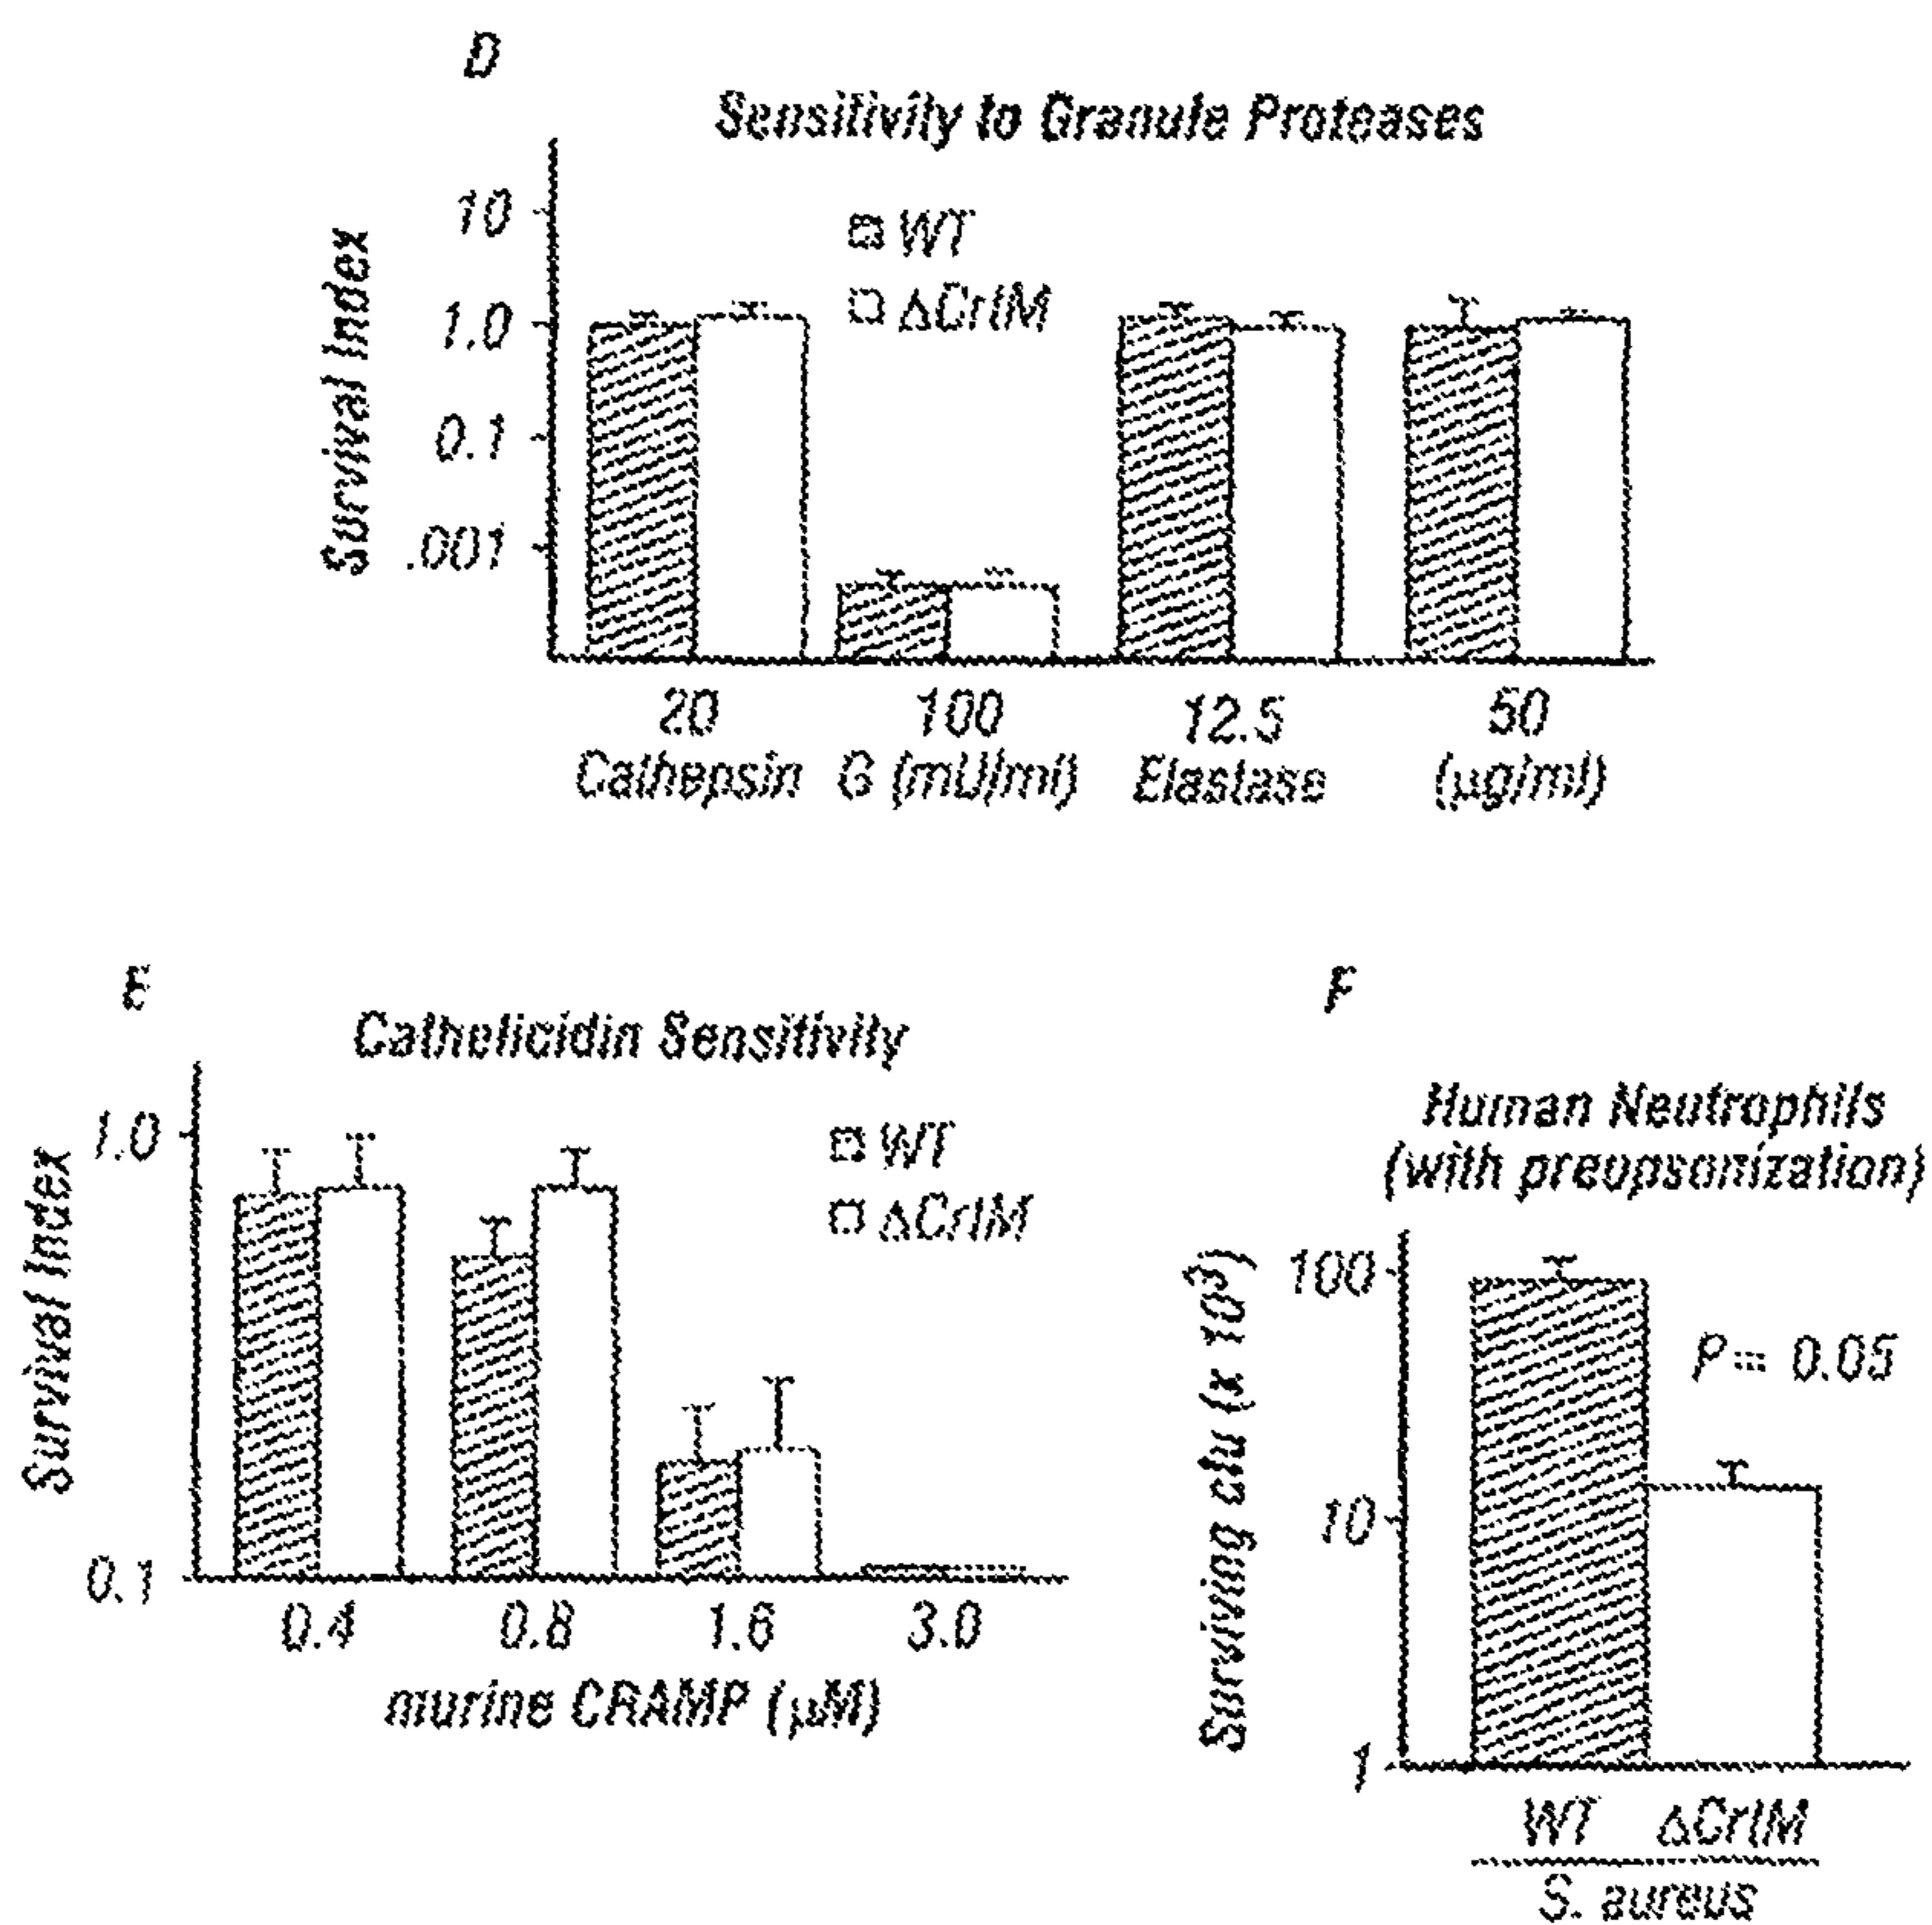 D
Sensitivity to Granule Proteases
Survival Index
10
1.0
0.1
.001
WT
ΔCrtM
20 100 12.5 50
Cathepsin G (mU/ml) Elastase (μg/ml)
E
Cathelicidin Sensitivity
Survival Index
1.0
0.1
WT
ΔCrtM
0.4 0.8 1.6 3.0
murine CRAMP (μM)
F
Human Neutrophils
(with preopsonization)
Surviving cfu (x 10³)
100
10
1
P = 0.05
WT ΔCrtM
S. aureus